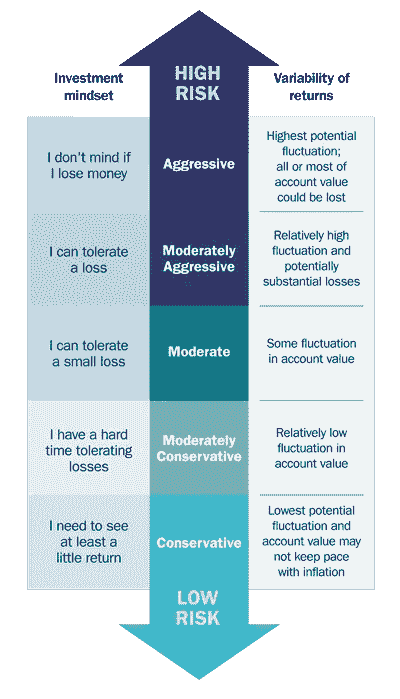 HIGH
RISK
Investment
mindset
Variability of
returns
I don't mind if
I lose money
Aggressive
Highest potential
fluctuation;
all or most of
account value
could be lost
I can tolerate
a loss
Moderately
Aggressive
Relatively high
fluctuation and
potentially
substantial losses
I can tolerate
a small loss
Moderate
Some fluctuation
in account value
I have a hard
time tolerating
losses
Moderately
Conservative
Relatively low
fluctuation in
account value
I need to see
at least a
little return
Conservative
Lowest potential
fluctuation and
account value may
not keep pace
with inflation
LOW
RISK